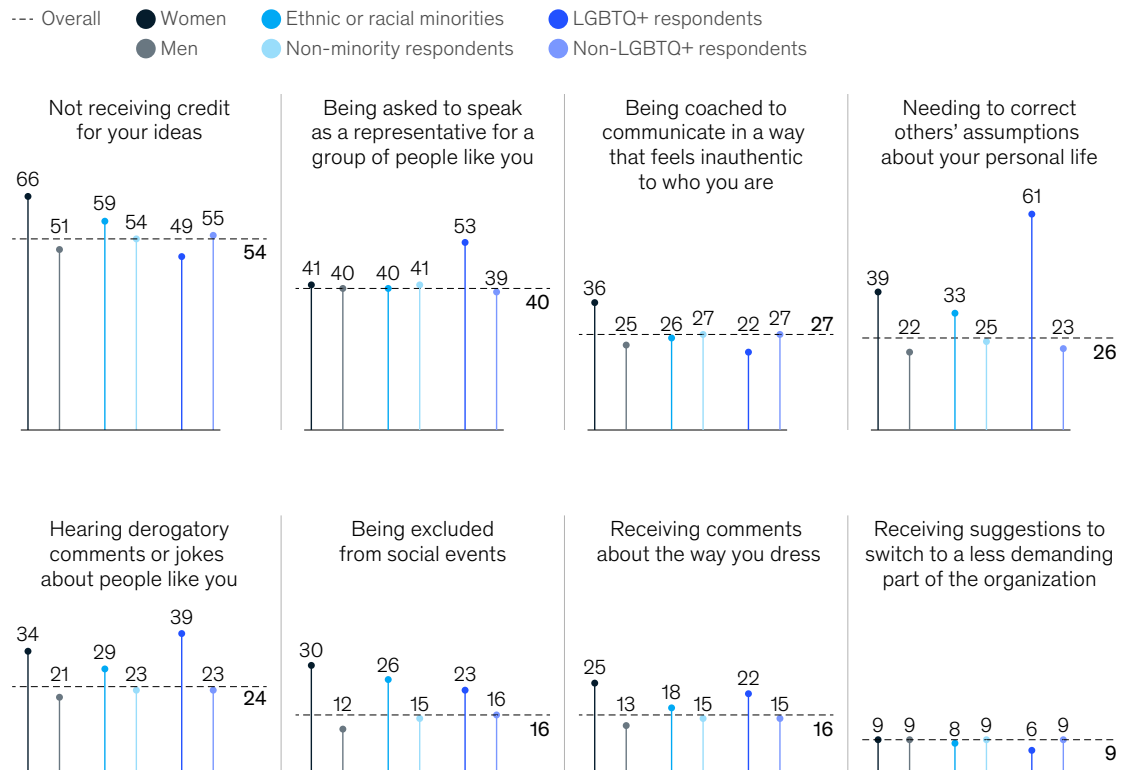 Overall Women Ethnic or racial minorities LGBTQ+ respondents
Men Non-minority respondents Non-LGBTQ+ respondents
Not receiving credit
for your ideas
66 51 59 54 49 55
54
Being asked to speak
as a representative for a
group of people like you
41 40 40 41 53 39
40
Being coached to
communicate in a way
that feels inauthentic
to who you are
36 25 26 27 22 27
27
Needing to correct
others’ assumptions
about your personal life
39 22 33 25 61 23
26
Hearing derogatory
comments or jokes
about people like you
34 21 29 23 39 23
24
Being excluded
from social events
30 12 26 15 23 16
16
Receiving comments
about the way you dress
25 13 18 15 22 15
16
Receiving suggestions to
switch to a less demanding
part of the organization
9 9 8 9 6 9
9